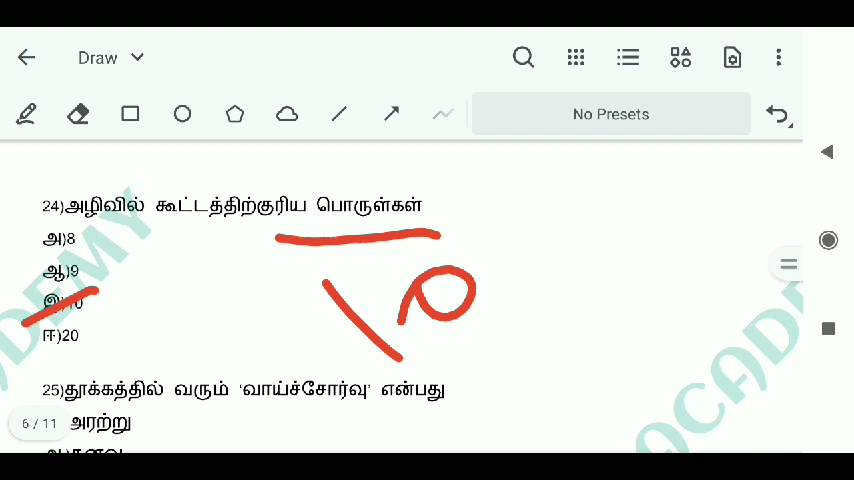 Draw
No Presets
24)அழிவில் கூட்டத்திற்குரிய பொருள்கள்
அ)8
ஆ)9
இ)10
ஈ)20
10
25)தூக்கத்தில் வரும் ‘வாய்ச்சோர்வு’ என்பது
அரற்று
6 / 11